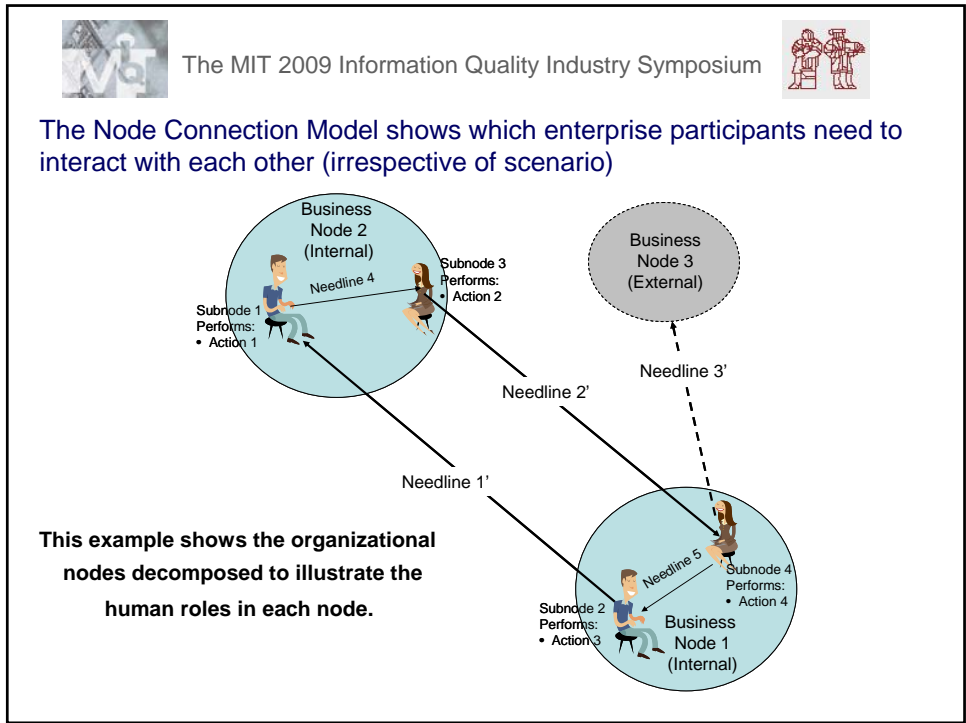 The MIT 2009 Information Quality Industry Symposium
The Node Connection Model shows which enterprise participants need to
interact with each other (irrespective of scenario)
Business
Node 2
(Internal)
Subnode 3
Performs:
• Action 2
Needline 4
Subnode 1
Performs:
• Action 1
Business
Node 3
(External)
Needline 3’
Needline 2’
Needline 1’
This example shows the organizational
nodes decomposed to illustrate the
human roles in each node.
Needline 5
Subnode 4
Performs:
• Action 4
Subnode 2
Performs:
• Action 3
Business
Node 1
(Internal)